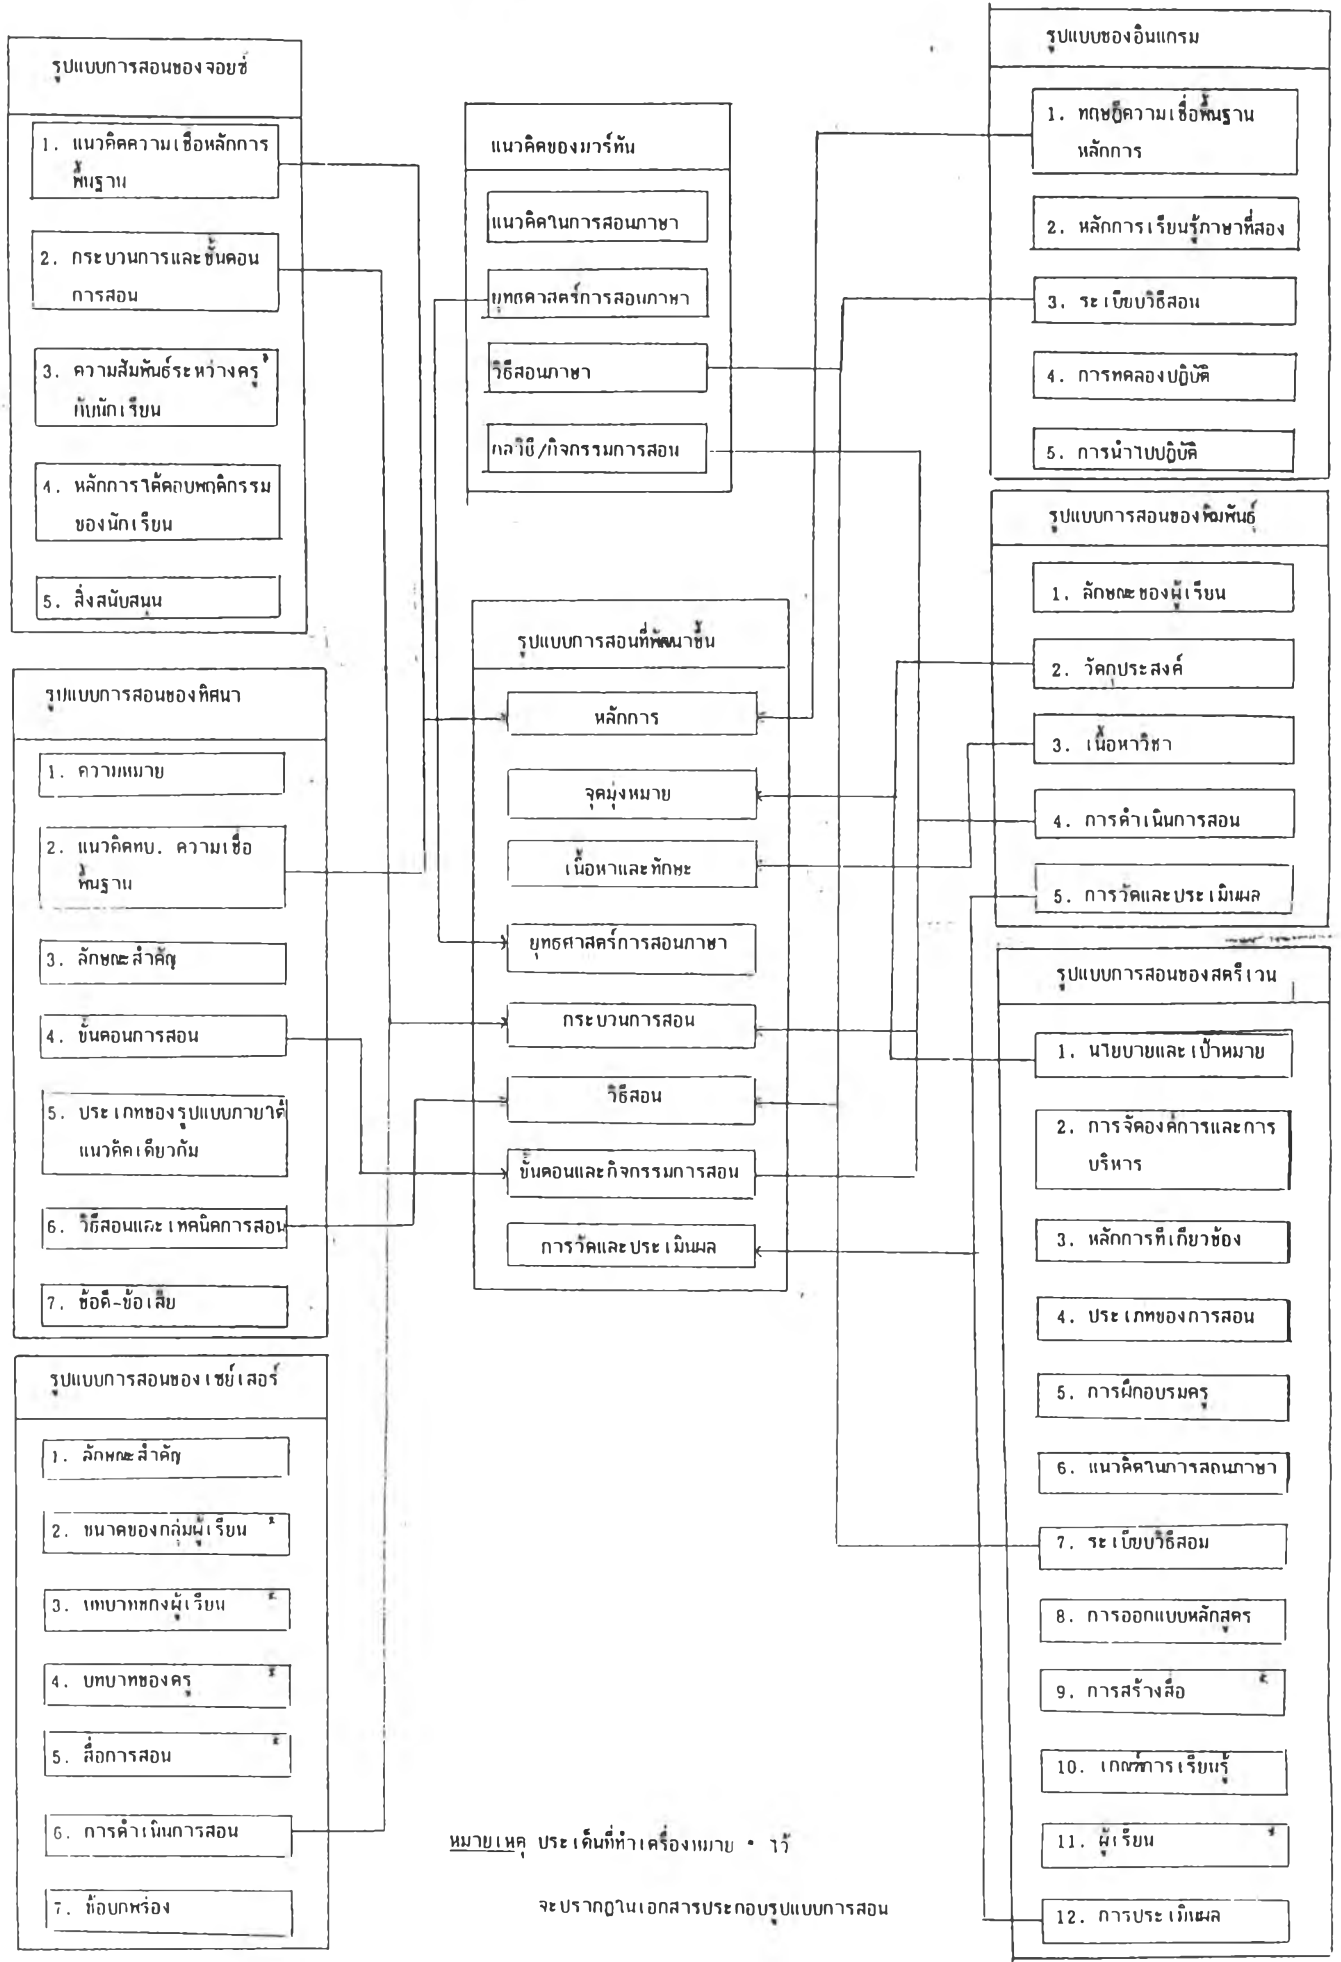 รูปแบบการสอนของจอยซ์
1. แนวคิดความเชื่อหลักการ
พื้นฐาน
2. กระบวนการและขั้นตอน
การสอน
3. ความสัมพันธ์ระหว่างครู *
กับนักเรียน
4. หลักการโต้ตอบพฤติกรรม
ของนักเรียน
5. สิ่งสนับสนุน
รูปแบบการสอนของทิศนา
1. ความหมาย
2. แนวคิดทบ. ความเชื่อ
พื้นฐาน
3. ลักษณะสำคัญ
4. ขั้นตอนการสอน
5. ประเภทของรูปแบบภายใต้
แนวคิดเดียวกัน
6. วิธีสอนและเทคนิคการสอน
7. ข้อดี-ข้อเสีย
รูปแบบการสอนของเซย์เลอร์
1. ลักษณะสำคัญ
2. ขนาดของกลุ่มผู้เรียน *
3. บทบาทของผู้เรียน *
4. บทบาทของครู *
5. สื่อการสอน *
6. การดำเนินการสอน
7. ข้อบกพร่อง
แนวคิดของมาร์ทัน
แนวคิดในการสอนภาษา
ยุทธศาสตร์การสอนภาษา
วิธีสอนภาษา
กลวิธี/กิจกรรมการสอน
รูปแบบการสอนที่พัฒนาขึ้น
หลักการ
จุดมุ่งหมาย
เนื้อหาและทักษะ
ยุทธศาสตร์การสอนภาษา
กระบวนการสอน
วิธีสอน
ขั้นตอนและกิจกรรมการสอน
การวัดและประเมินผล
รูปแบบของอินแกรม
1. ทฤษฎีความเชื่อพื้นฐาน
หลักการ
2. หลักการเรียนรู้ภาษาที่สอง
3. ระเบียบวิธีสอน
4. การทดลองปฏิบัติ
5. การนำไปปฏิบัติ
รูปแบบการสอนของพิมพันธ์
1. ลักษณะของผู้เรียน
2. วัตถุประสงค์
3. เนื้อหาวิชา
4. การดำเนินการสอน
5. การวัดและประเมินผล
รูปแบบการสอนของสตรีเวน
1. นโยบายและเป้าหมาย
2. การจัดองค์การและการ
บริหาร
3. หลักการที่เกี่ยวข้อง
4. ประเภทของการสอน
5. การฝึกอบรมครู
6. แนวคิดในการสอนภาษา
7. ระเบียบวิธีสอน
8. การออกแบบหลักสูตร
9. การสร้างสื่อ *
10. เกณฑ์การเรียนรู้
11. ผู้เรียน *
12. การประเมินผล
หมายเหตุ ประเด็นที่ทำเครื่องหมาย * ไว้
จะปรากฏในเอกสารประกอบรูปแบบการสอน